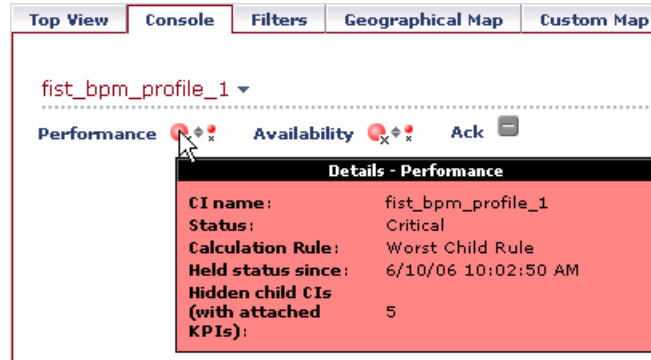 Top View Console Filters Geographical Map Custom Map
fist_bpm_profile_1
Performance Availability Ack
Details - Performance
CI name: fist_bpm_profile_1
Status: Critical
Calculation Rule: Worst Child Rule
Held status since: 6/10/06 10:02:50 AM
Hidden child CIs
(with attached 5
KPIs):